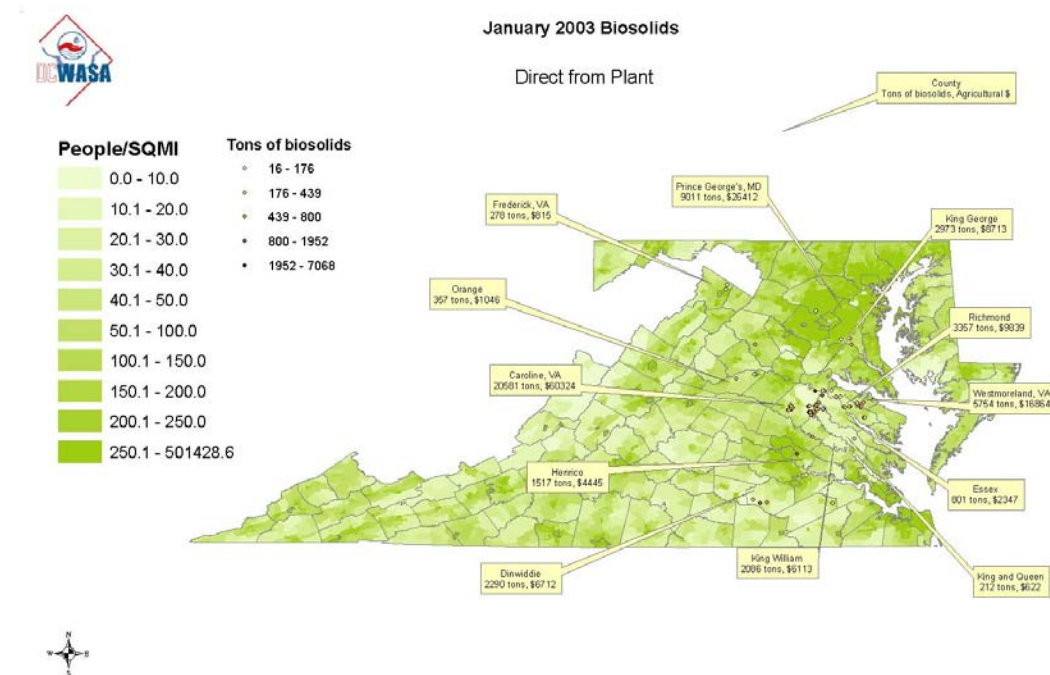 DCWASA
January 2003 Biosolids
Direct from Plant
County
Tons of biosolids, Agricultural $
People/SQMI
0.0 - 10.0
10.1 - 20.0
20.1 - 30.0
30.1 - 40.0
40.1 - 50.0
50.1 - 100.0
100.1 - 150.0
150.1 - 200.0
200.1 - 250.0
250.1 - 501428.6
Tons of biosolids
16 - 176
176 - 439
439 - 800
800 - 1952
1952 - 7068
Prince George's, MD
9011 tons, $26412
Frederick, VA
278 tons, $815
King George
2973 tons, $8713
Orange
357 tons, $1046
Richmond
3357 tons, $9839
Caroline, VA
20581 tons, $60324
Westmoreland, VA
5754 tons, $16864
Henrico
1517 tons, $4445
Essex
801 tons, $2347
King William
2086 tons, $6113
Dinwiddie
2290 tons, $6712
King and Queen
212 tons, $622
N
W
E
S